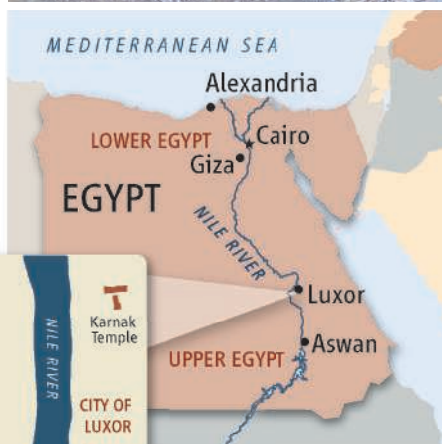 MEDITERRANEAN SEA
Alexandria
LOWER EGYPT
Cairo
Giza
EGYPT
NILE RIVER
Luxor
Aswan
UPPER EGYPT
NILE RIVER
Karnak
Temple
CITY OF
LUXOR